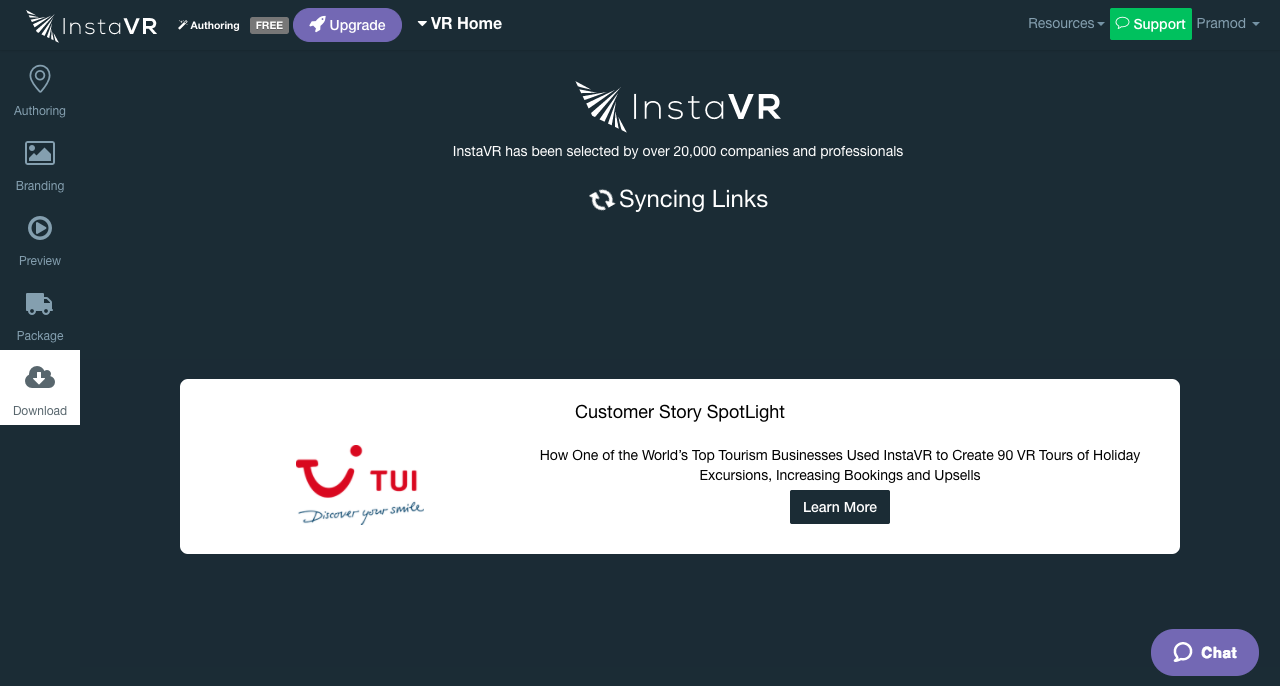 InstaVR Authoring FREE Upgrade VR Home Resources Support Pramod
Authoring
Branding
Preview
Package
Download
InstaVR
InstaVR has been selected by over 20,000 companies and professionals
Syncing Links
Customer Story SpotLight
TUI
Discover your smile
How One of the World’s Top Tourism Businesses Used InstaVR to Create 90 VR Tours of Holiday
Excursions, Increasing Bookings and Upsells
Learn More
Chat